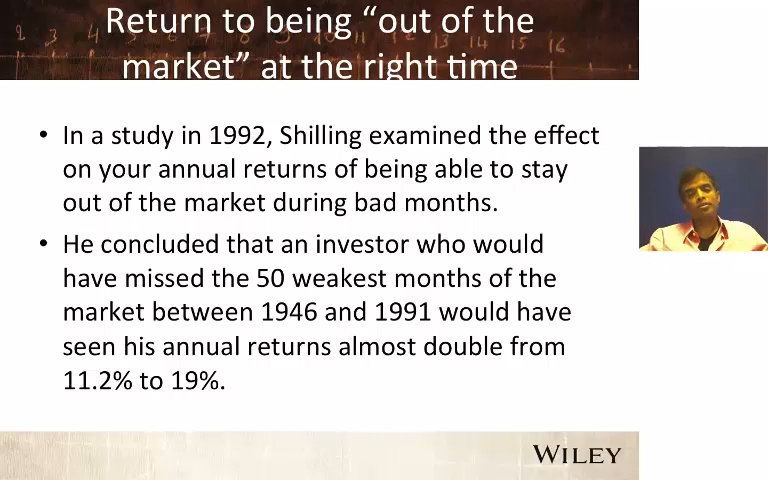 Return to being “out of the
market” at the right time
• In a study in 1992, Shilling examined the effect
on your annual returns of being able to stay
out of the market during bad months.
• He concluded that an investor who would
have missed the 50 weakest months of the
market between 1946 and 1991 would have
seen his annual returns almost double from
11.2% to 19%.
WILEY